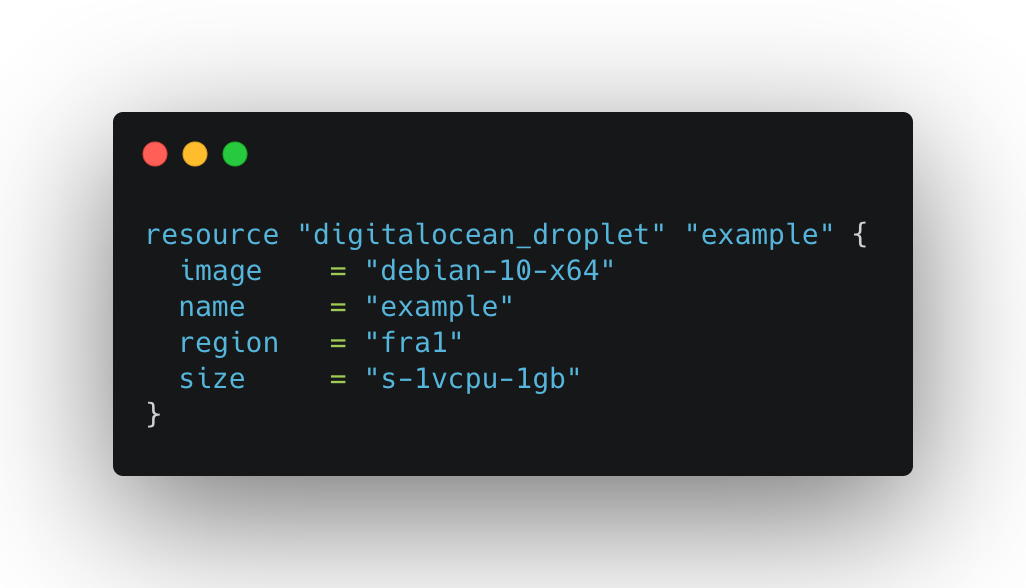 resource "digitalocean_droplet" "example" {
  image    = "debian-10-x64"
  name     = "example"
  region   = "fra1"
  size     = "s-1vcpu-1gb"
}